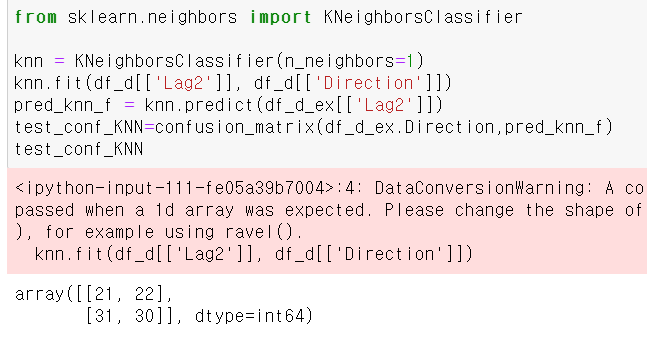 from sklearn.neighbors import KNeighborsClassifier
knn = KNeighborsClassifier(n_neighbors=1)
knn.fit(df_d[['Lag2']], df_d[['Direction']])
pred_knn_f = knn.predict(df_d_ex[['Lag2']])
test_conf_KNN=confusion_matrix(df_d_ex.Direction,pred_knn_f)
test_conf_KNN
<ipython-input-111-fe05a39b7004>:4: DataConversionWarning: A co
passed when a 1d array was expected. Please change the shape of
), for example using ravel().
knn.fit(df_d[['Lag2']], df_d[['Direction']])
array([[21, 22],
[31, 30]], dtype=int64)